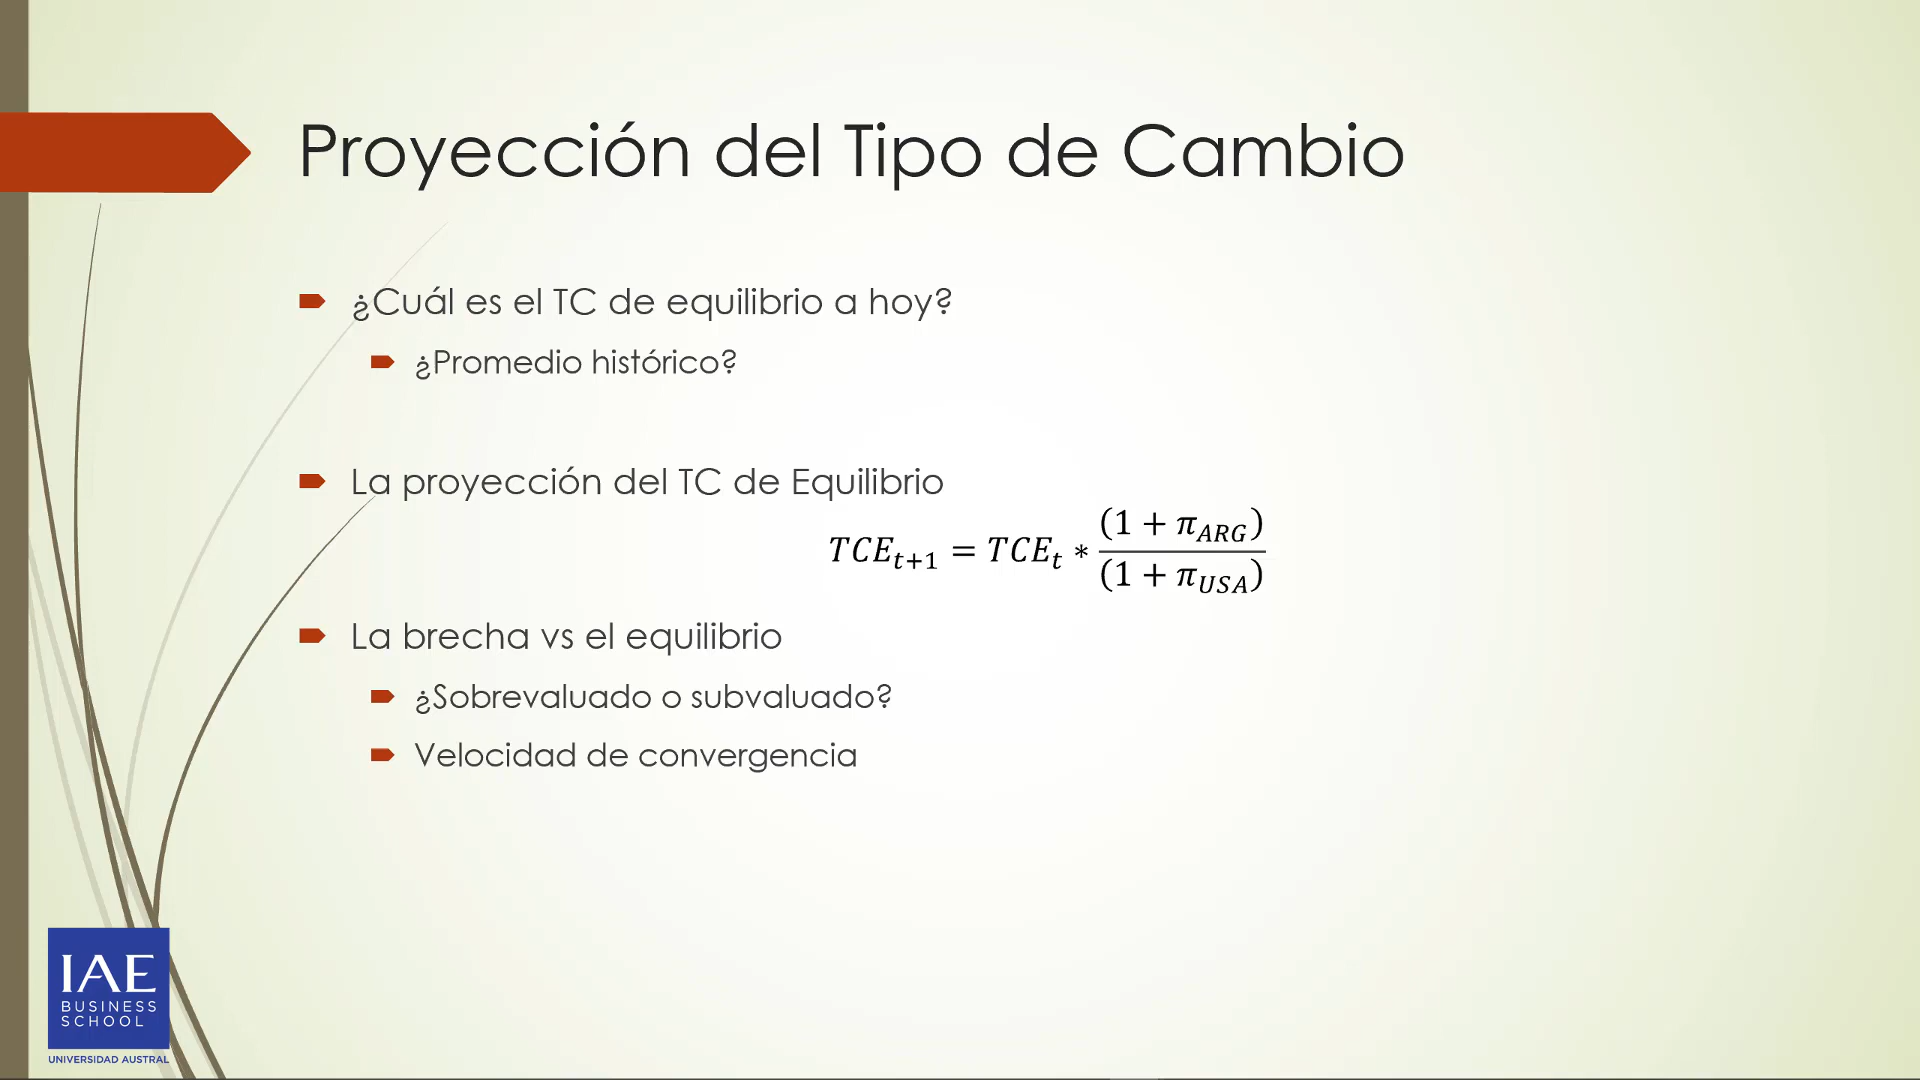 Proyección del Tipo de Cambio
¿Cuál es el TC de equilibrio a hoy?
¿Promedio histórico?
La proyección del TC de Equilibrio
TCE_{t+1} = TCE_t * \frac{(1 + π_{ARG})}{(1 + π_{USA})}
La brecha vs el equilibrio
¿Sobrevaluado o subvaluado?
Velocidad de convergencia
IAE
BUSINESS
SCHOOL
UNIVERSIDAD AUSTRAL